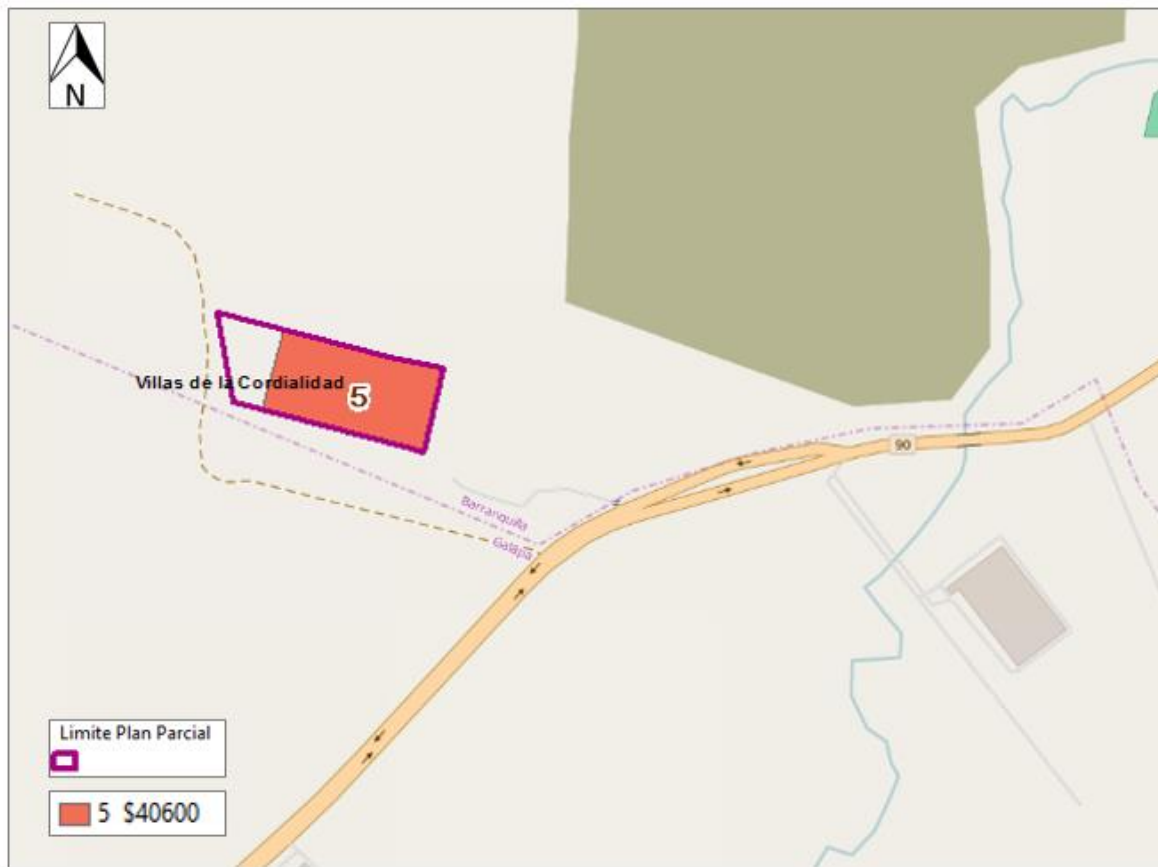 N
Villas de la Cordialidad
5
90
Barranquilla
Galapa
Limite Plan Parcial
5 $40600